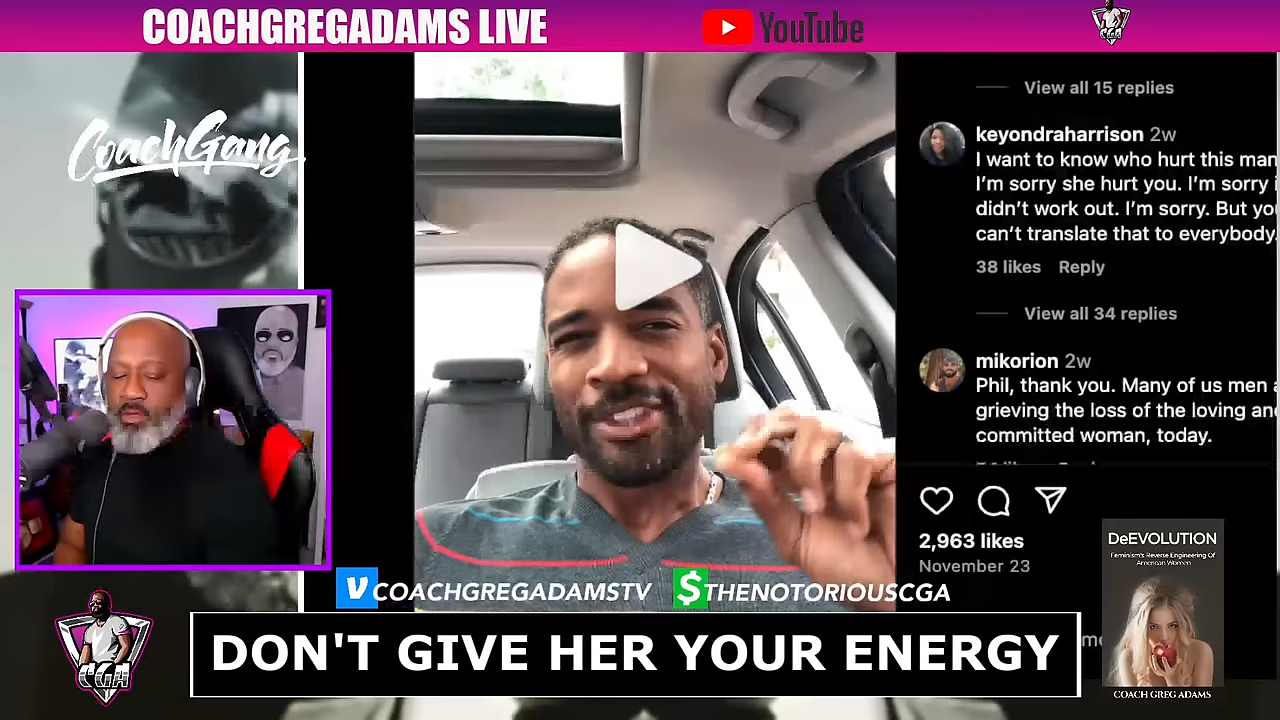 COACHGREGADAMS LIVE
YouTube
CGA
CoachGang
View all 15 replies
keyondraharrison 2w
I want to know who hurt this man
I'm sorry she hurt you. I'm sorry i
didn't work out. I'm sorry. But you
can't translate that to everybody.
38 likes Reply
View all 34 replies
mikorion 2w
Phil, thank you. Many of us men a
grieving the loss of the loving and
committed woman, today.
2,963 likes
November 23
DeEVOLUTION
Feminism's Reverse Engineering Of
American Women
COACH GREG ADAMS
COACHGREGADAMSTV
$THENOTORIOUSCGA
CGA
DON'T GIVE HER YOUR ENERGY